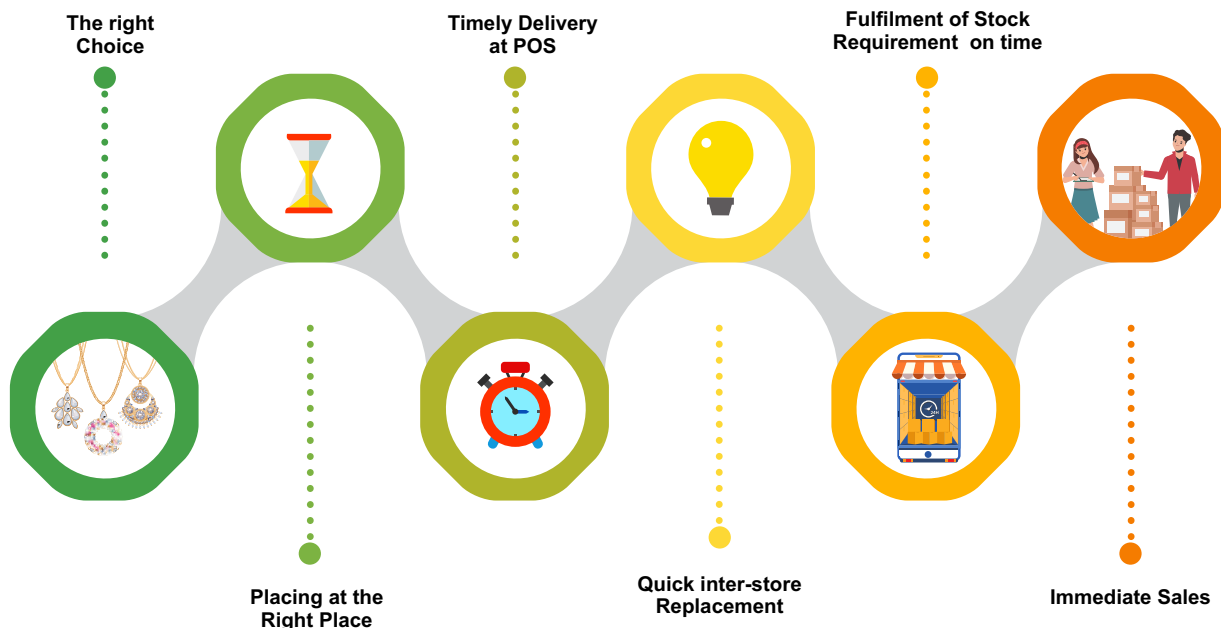 The right
Choice
Placing at the
Right Place
Timely Delivery
at POS
Quick inter-store
Replacement
Fulfilment of Stock
Requirement  on time
Immediate Sales